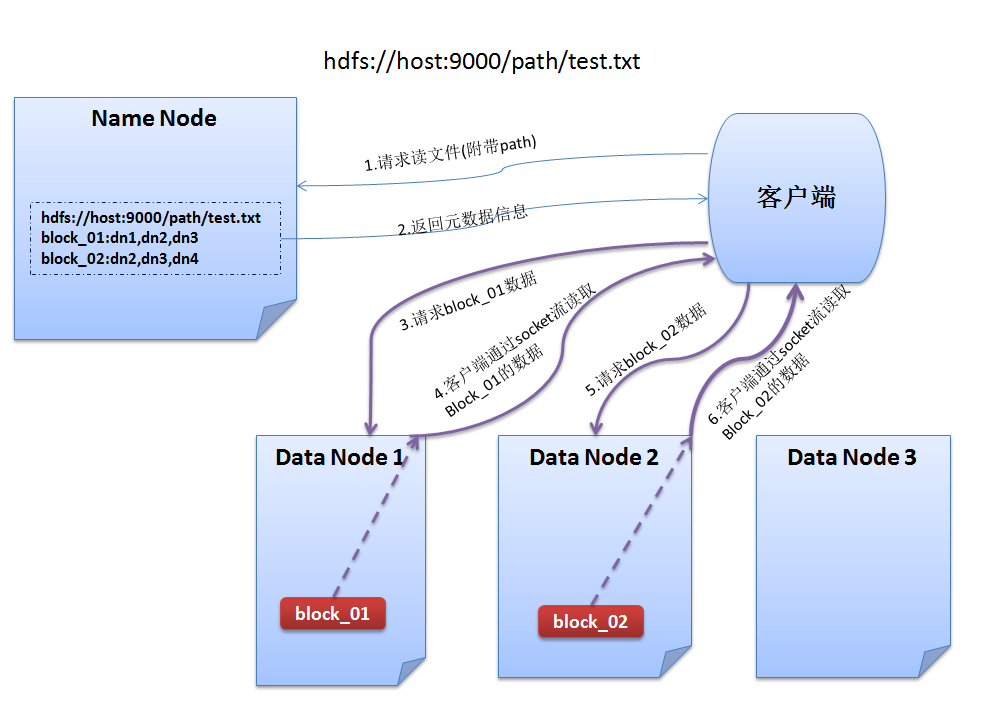 hdfs://host:9000/path/test.txt
Name Node
hdfs://host:9000/path/test.txt
block_01:dn1,dn2,dn3
block_02:dn2,dn3,dn4
客户端
1.请求读文件(附带path)
2.返回元数据信息
3.请求block_01数据
4.客户端通过socket流读取
Block_01的数据
5.请求block_02数据
6.客户端通过socket流读取
Block_02的数据
Data Node 1
block_01
Data Node 2
block_02
Data Node 3